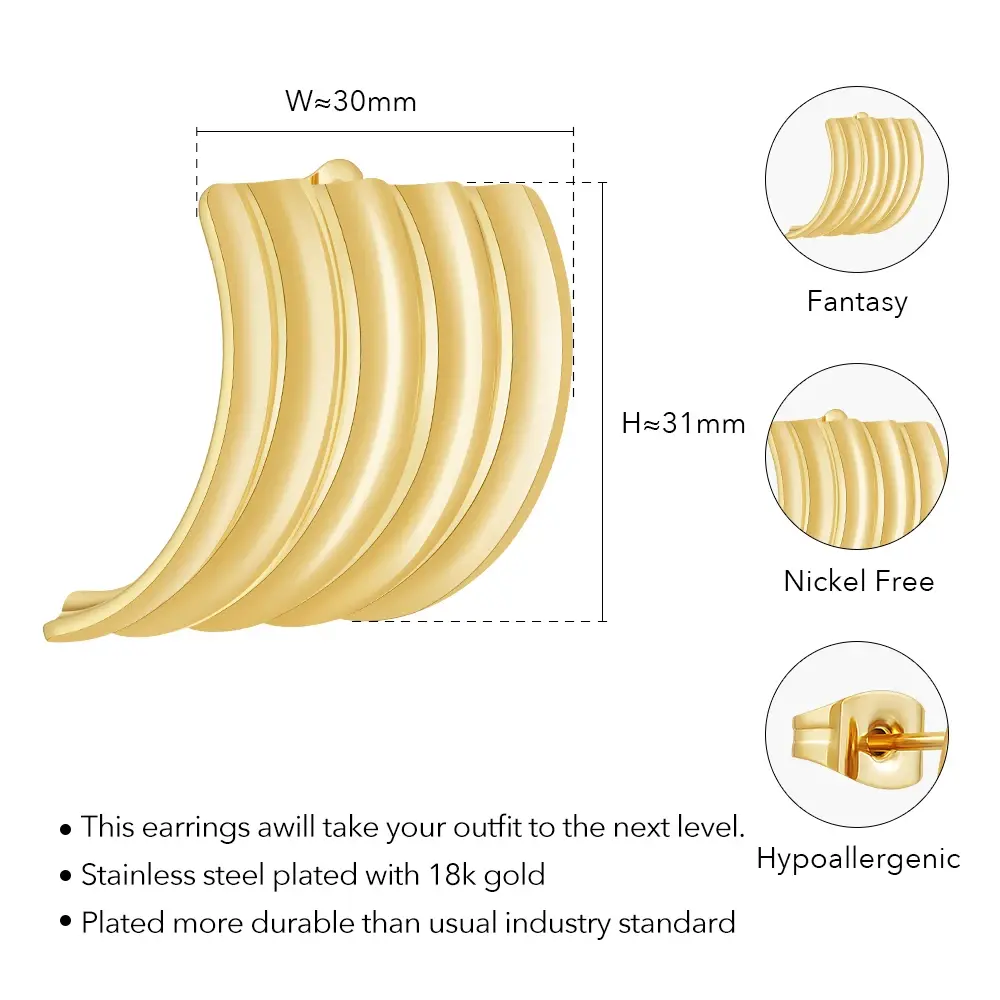 W≈30mm
H≈31mm
Fantasy
Nickel Free
Hypoallergenic
• This earrings awill take your outfit to the next level.
• Stainless steel plated with 18k gold
• Plated more durable than usual industry standard